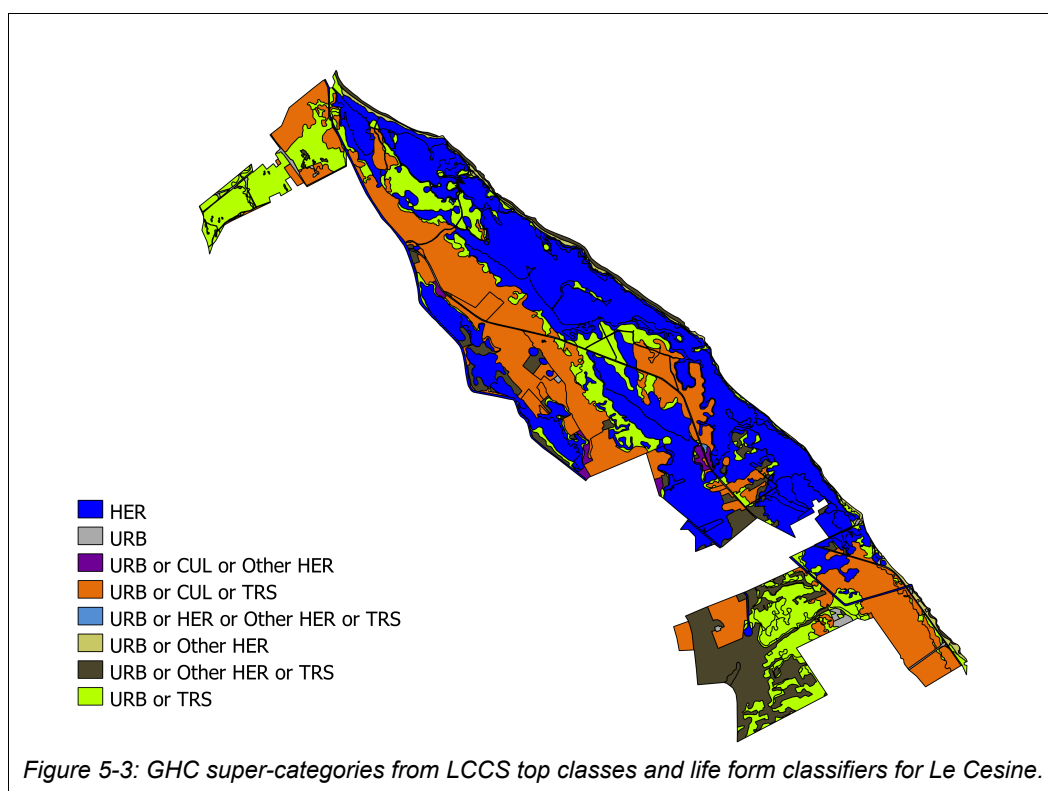 HER
URB
URB or CUL or Other HER
URB or CUL or TRS
URB or HER or Other HER or TRS
URB or Other HER
URB or Other HER or TRS
URB or TRS
Figure 5-3: GHC super-categories from LCCS top classes and life form classifiers for Le Cesine.